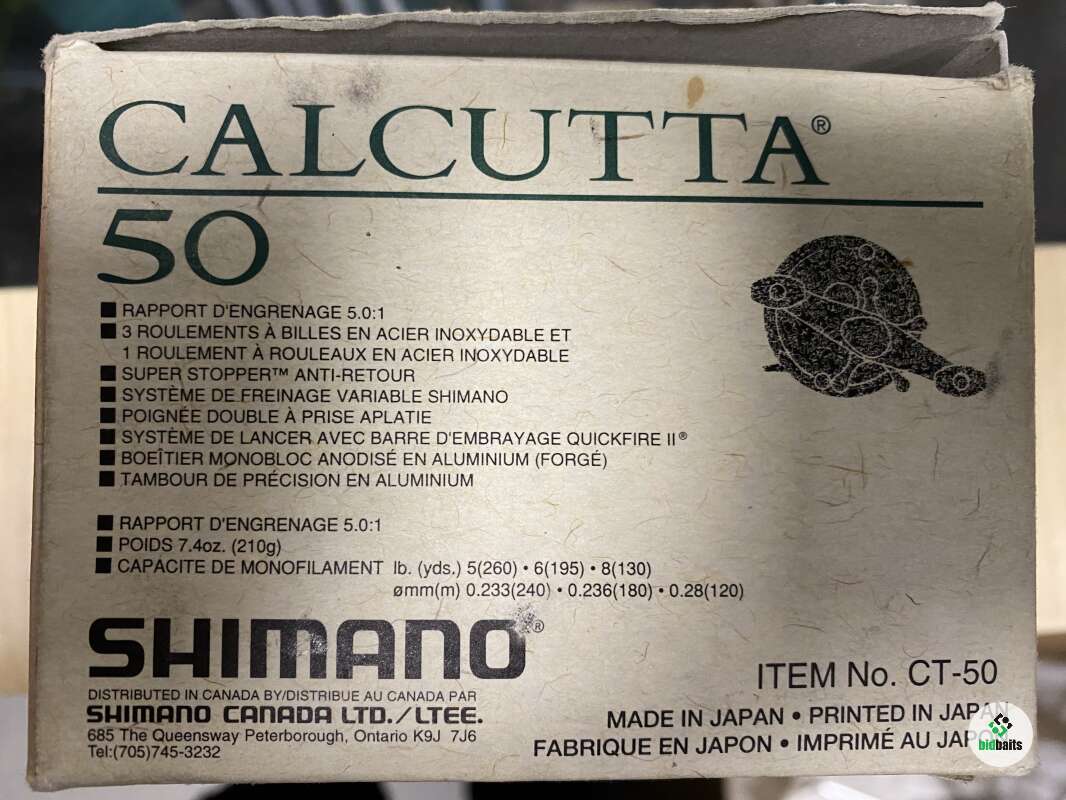 CALCUTTA®
50
■ RAPPORT D'ENGRENAGE 5.0:1
■ 3 ROULEMENTS À BILLES EN ACIER INOXYDABLE ET
1 ROULEMENT À ROULEAUX EN ACIER INOXYDABLE
■ SUPER STOPPER™ ANTI-RETOUR
■ SYSTÈME DE FREINAGE VARIABLE SHIMANO
■ POIGNÉE DOUBLE À PRISE APLATIE
■ SYSTÈME DE LANCER AVEC BARRE D'EMBRAYAGE QUICKFIRE II®
■ BOEÎTIER MONOBLOC ANODISÉ EN ALUMINIUM (FORGÉ)
■ TAMBOUR DE PRÉCISION EN ALUMINIUM
■ RAPPORT D'ENGRENAGE 5.0:1
■ POIDS 7.4oz. (210g)
■ CAPACITE DE MONOFILAMENT lb. (yds.) 5(260) • 6(195) • 8(130)
ømm(m) 0.233(240) • 0.236(180) • 0.28(120)
SHIMANO®
DISTRIBUTED IN CANADA BY/DISTRIBUE AU CANADA PAR
SHIMANO CANADA LTD./LTEE.
685 The Queensway Peterborough, Ontario K9J 7J6
Tel:(705)745-3232
ITEM No. CT-50
MADE IN JAPAN • PRINTED IN JAPAN
FABRIQUE EN JAPON • IMPRIMÉ AU JAPON
bidbaits